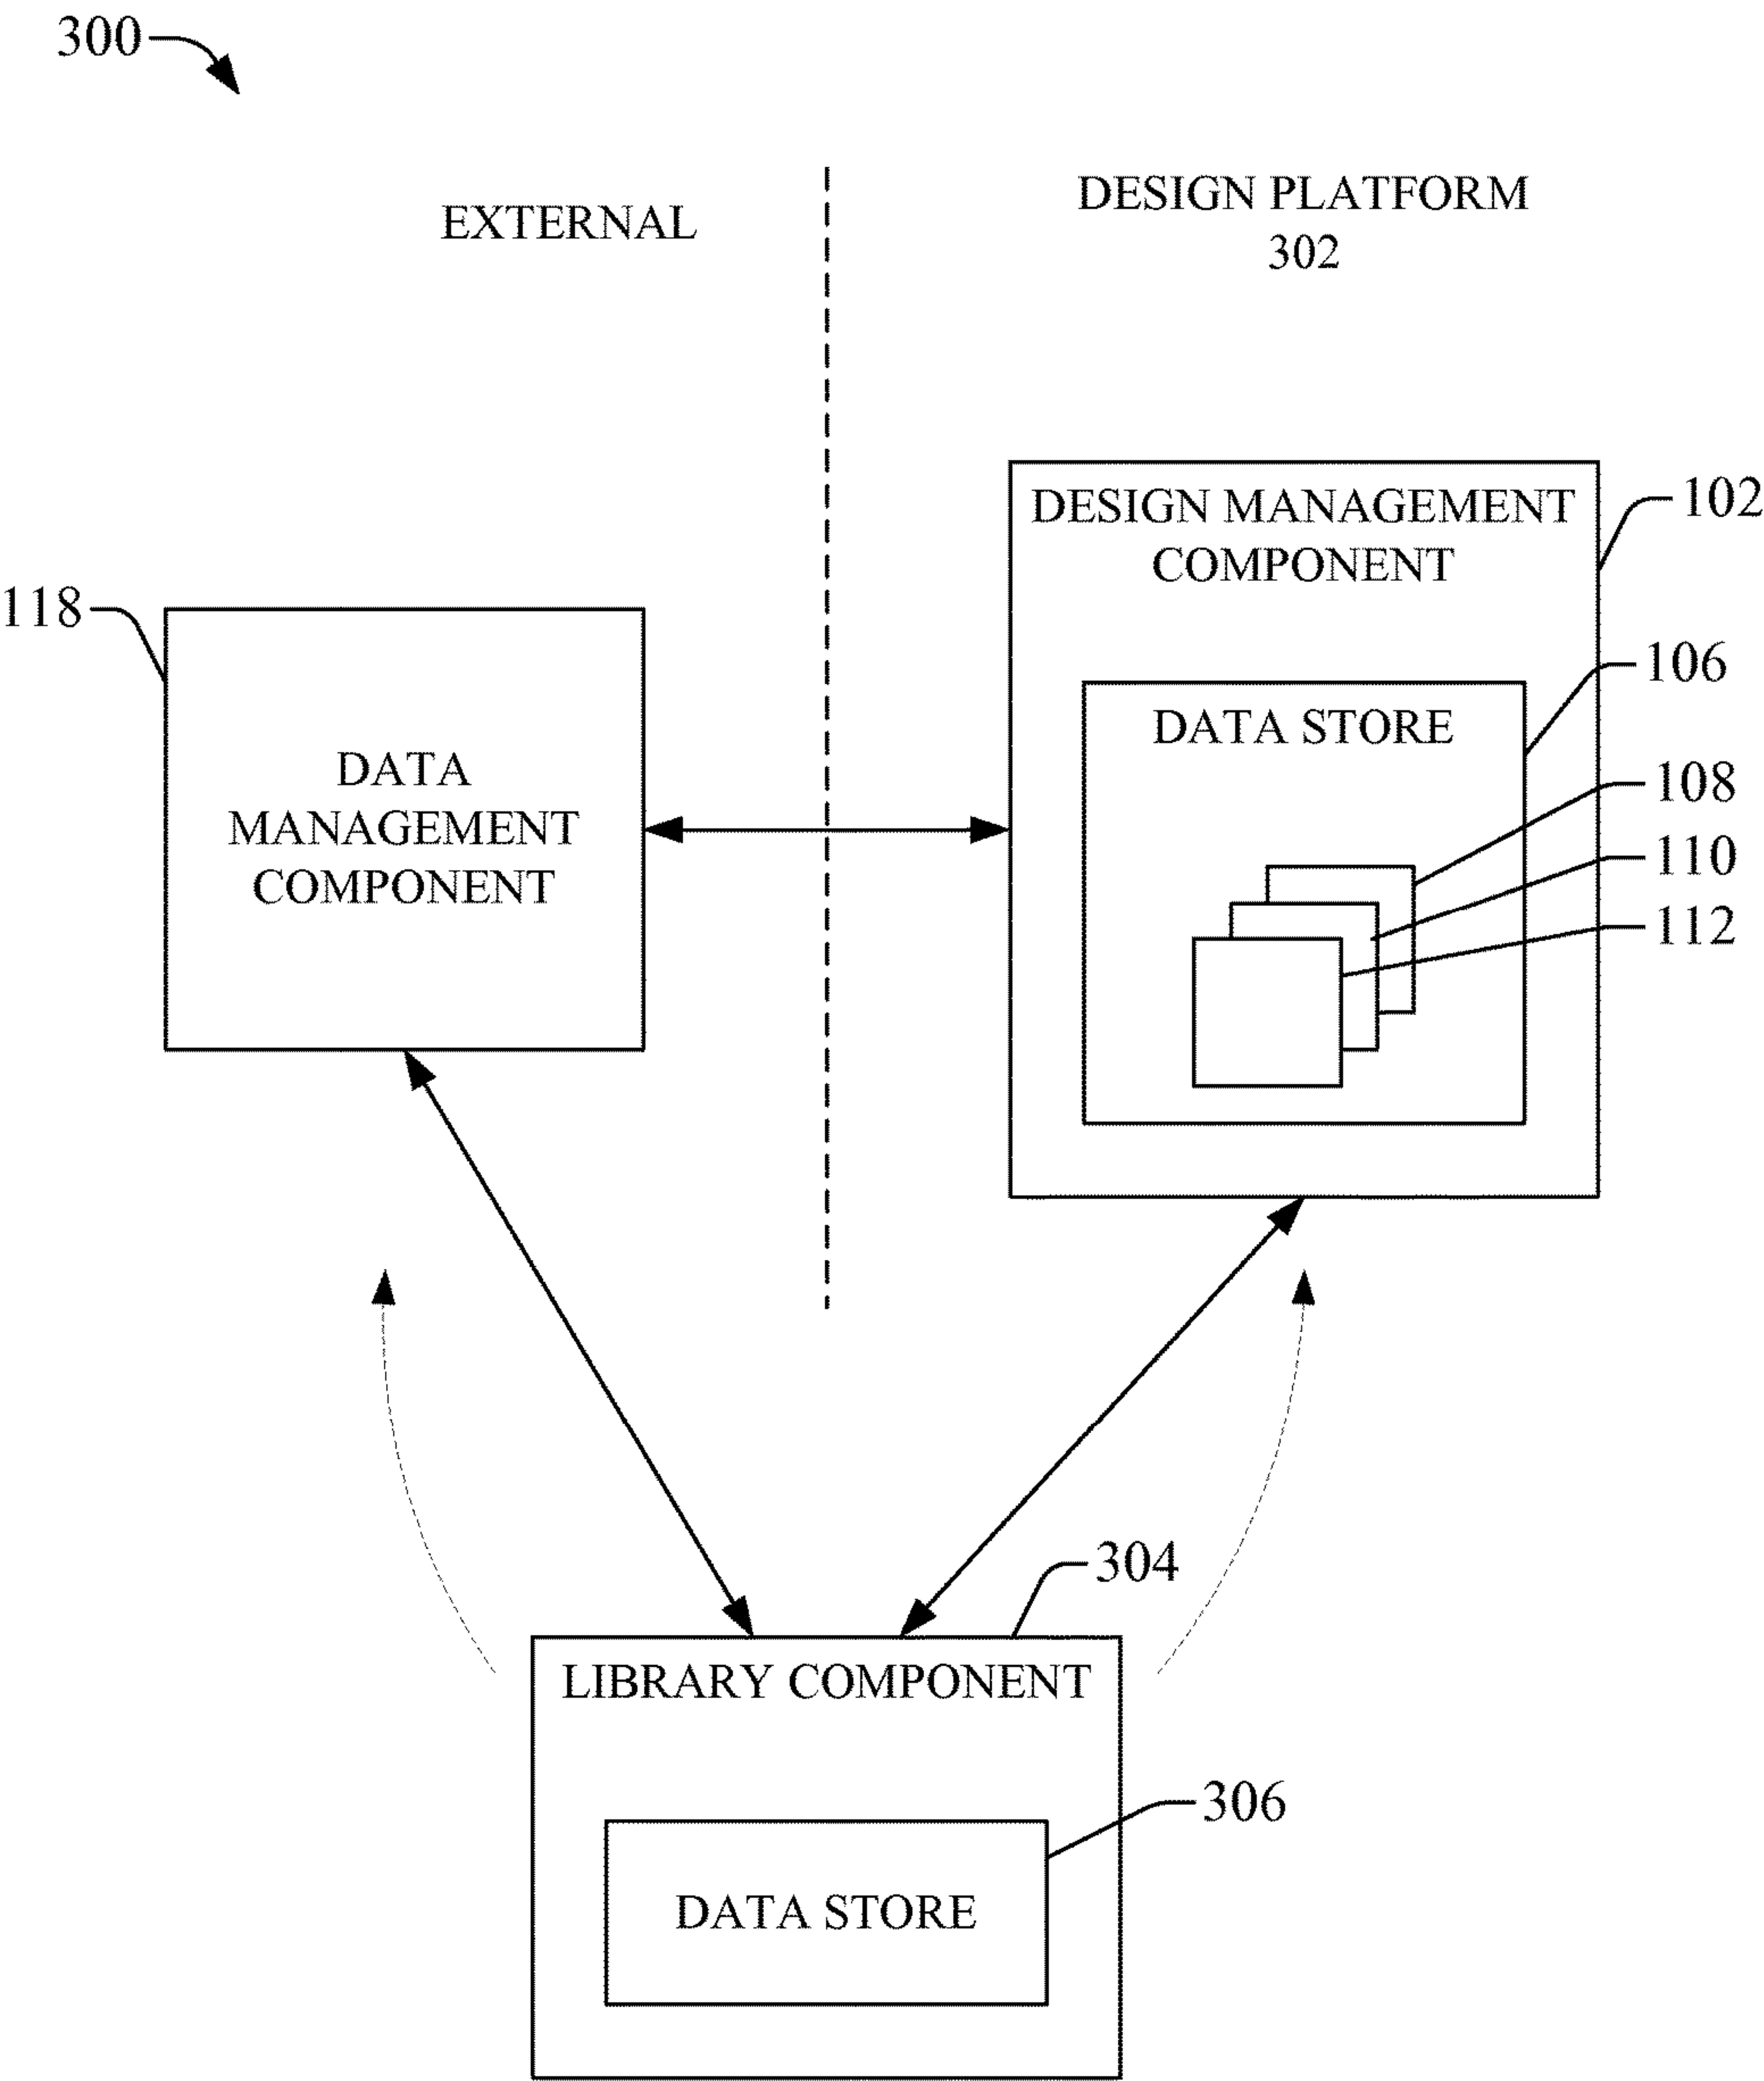 300
EXTERNAL
DESIGN PLATFORM
302
DESIGN MANAGEMENT
COMPONENT
102
118
DATA STORE
106
DATA
MANAGEMENT
COMPONENT
108
110
112
304
LIBRARY COMPONENT
306
DATA STORE